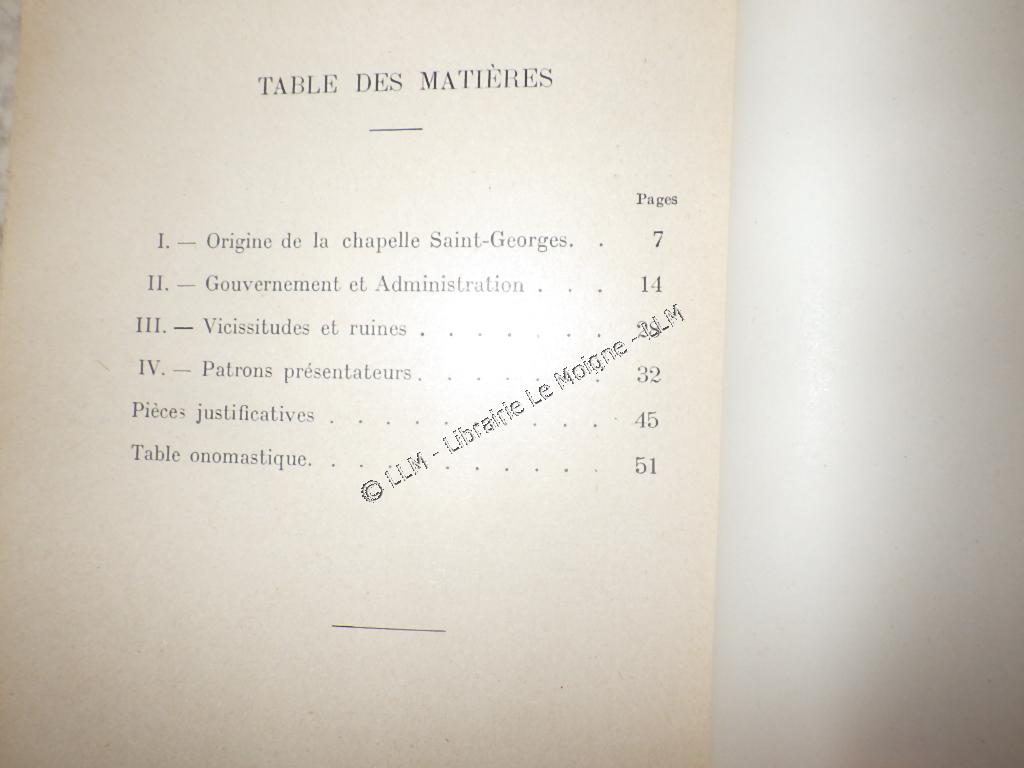 TABLE DES MATIÈRES
Pages
I. — Origine de la chapelle Saint-Georges. . 7
II. — Gouvernement et Administration . . . 14
III. — Vicissitudes et ruines . . . . . . .
IV. — Patrons présentateurs . . . . . . . 32
Pièces justificatives . . . . . . . . . . 45
Table onomastique. . . . . . . . . . . 51
© LLM - Librairie Le Moigne - LLM